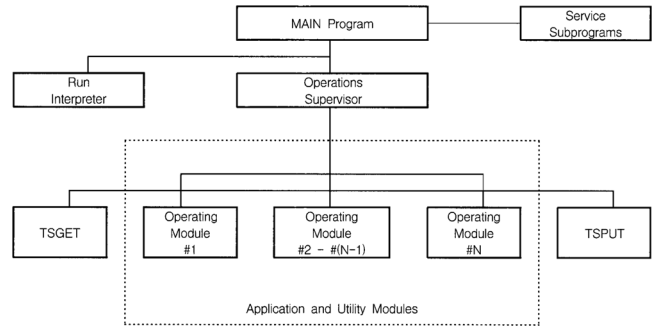 MAIN Program
Service
Subprograms
Run
Interpreter
Operations
Supervisor
TSGET
Operating
Module
#1
Operating
Module
#2 - #(N-1)
Operating
Module
#N
TSPUT
Application and Utility Modules